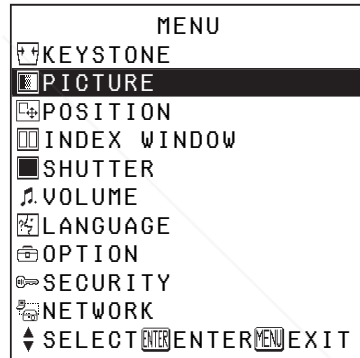 MENU
KEYSTONE
PICTURE
POSITION
INDEX WINDOW
SHUTTER
VOLUME
LANGUAGE
OPTION
SECURITY
NETWORK
SELECT ENTER ENTER MENU EXIT